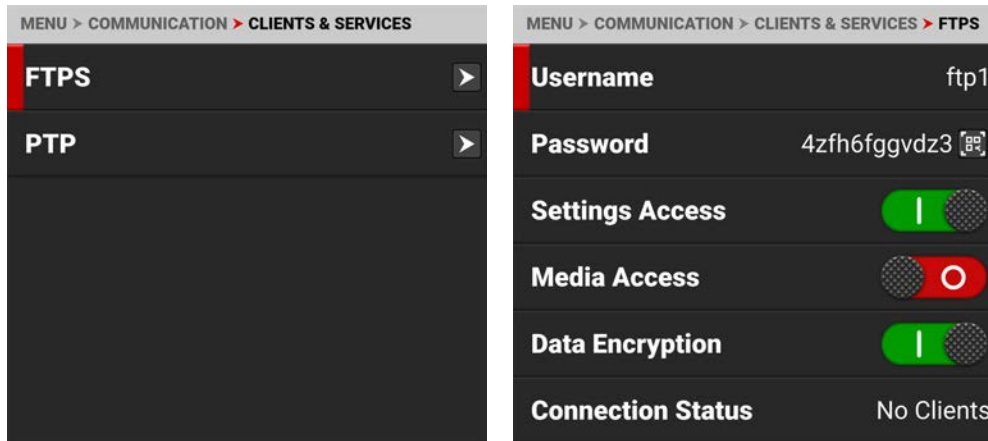 MENU > COMMUNICATION > CLIENTS & SERVICES
FTPS
PTP
MENU > COMMUNICATION > CLIENTS & SERVICES > FTPS
Username ftp1
Password 4zfh6fggvdz3
Settings Access
Media Access
Data Encryption
Connection Status No Clients